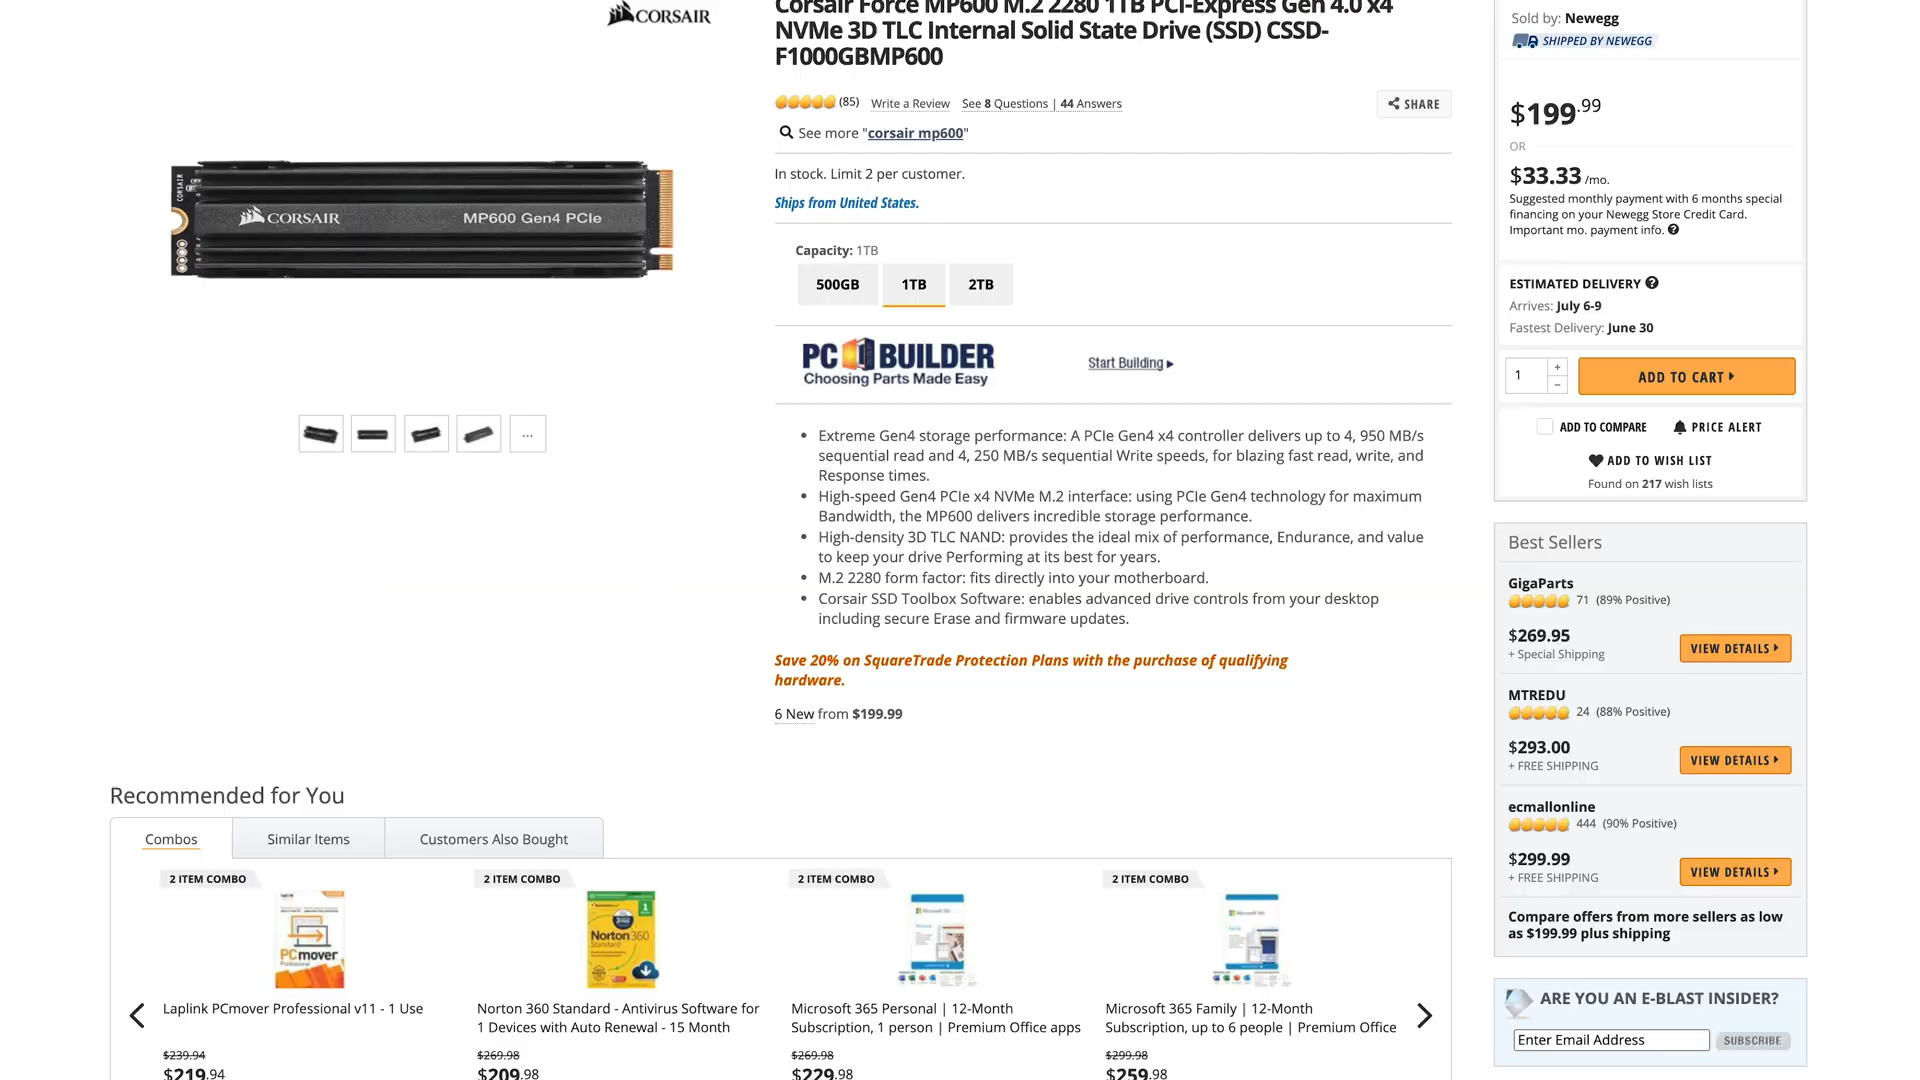 CORSAIR
Corsair Force MP600 M.2 2280 1TB PCI-Express Gen 4.0 x4
NVMe 3D TLC Internal Solid State Drive (SSD) CSSD-
F1000GBMP600
(85) Write a Review See 8 Questions | 44 Answers
SHARE
See more "corsair mp600"
In stock. Limit 2 per customer.
Ships from United States.
Capacity: 1TB
500GB 1TB 2TB
PC BUILDER
Choosing Parts Made Easy
Start Building
CORSAIR
CORSAIR MP600 Gen4 PCIe
...
Extreme Gen4 storage performance: A PCIe Gen4 x4 controller delivers up to 4, 950 MB/s
sequential read and 4, 250 MB/s sequential Write speeds, for blazing fast read, write, and
Response times.
High-speed Gen4 PCIe x4 NVMe M.2 interface: using PCIe Gen4 technology for maximum
Bandwidth, the MP600 delivers incredible storage performance.
High-density 3D TLC NAND: provides the ideal mix of performance, Endurance, and value
to keep your drive Performing at its best for years.
M.2 2280 form factor: fits directly into your motherboard.
Corsair SSD Toolbox Software: enables advanced drive controls from your desktop
including secure Erase and firmware updates.
Save 20% on SquareTrade Protection Plans with the purchase of qualifying
hardware.
6 New from $199.99
Sold by: Newegg
SHIPPED BY NEWEGG
$199.99
OR
$33.33 /mo.
Suggested monthly payment with 6 months special
financing on your Newegg Store Credit Card.
Important mo. payment info.
ESTIMATED DELIVERY
Arrives: July 6-9
Fastest Delivery: June 30
1 + −
ADD TO CART
ADD TO COMPARE PRICE ALERT
ADD TO WISH LIST
Found on 217 wish lists
Best Sellers
GigaParts
71 (89% Positive)
$269.95
+ Special Shipping
VIEW DETAILS
MTREDU
24 (88% Positive)
$293.00
+ FREE SHIPPING
VIEW DETAILS
ecmallonline
444 (90% Positive)
$299.99
+ FREE SHIPPING
VIEW DETAILS
Compare offers from more sellers as low
as $199.99 plus shipping
ARE YOU AN E-BLAST INSIDER?
Enter Email Address SUBSCRIBE
Recommended for You
Combos Similar Items Customers Also Bought
2 ITEM COMBO
PCmover
Laplink PCmover Professional v11 - 1 Use
$239.94
$219.94
2 ITEM COMBO
Norton 360
Standard
Norton 360 Standard - Antivirus Software for
1 Devices with Auto Renewal - 15 Month
$269.98
$209.98
2 ITEM COMBO
Microsoft 365
Microsoft 365 Personal | 12-Month
Subscription, 1 person | Premium Office apps
$269.98
$229.98
2 ITEM COMBO
Microsoft 365
Microsoft 365 Family | 12-Month
Subscription, up to 6 people | Premium Office
$299.98
$259.98